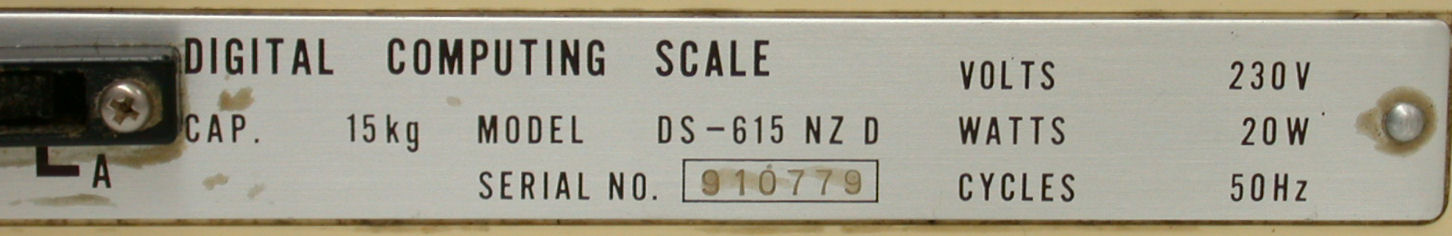 DIGITAL COMPUTING SCALE
CAP. 15kg MODEL DS-615 NZ D
SERIAL NO. 910779
VOLTS 230V
WATTS 20W
CYCLES 50Hz
A